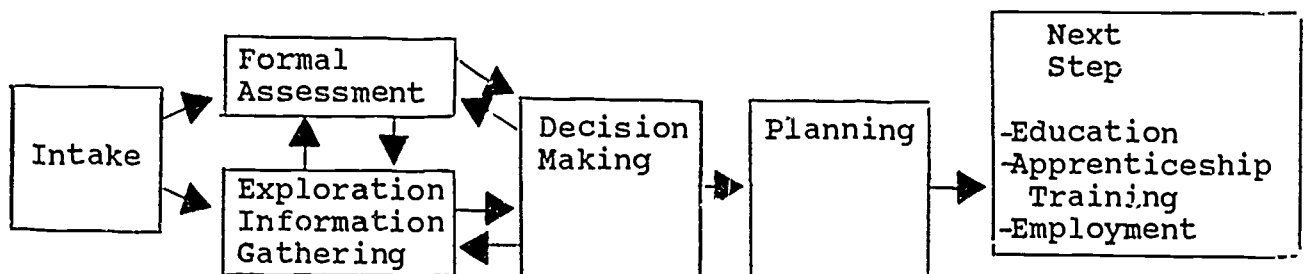 Intake
Formal
Assessment
Exploration
Information
Gathering
Decision
Making
Planning
Next
Step
-Education
-Apprenticeship
Training
-Employment